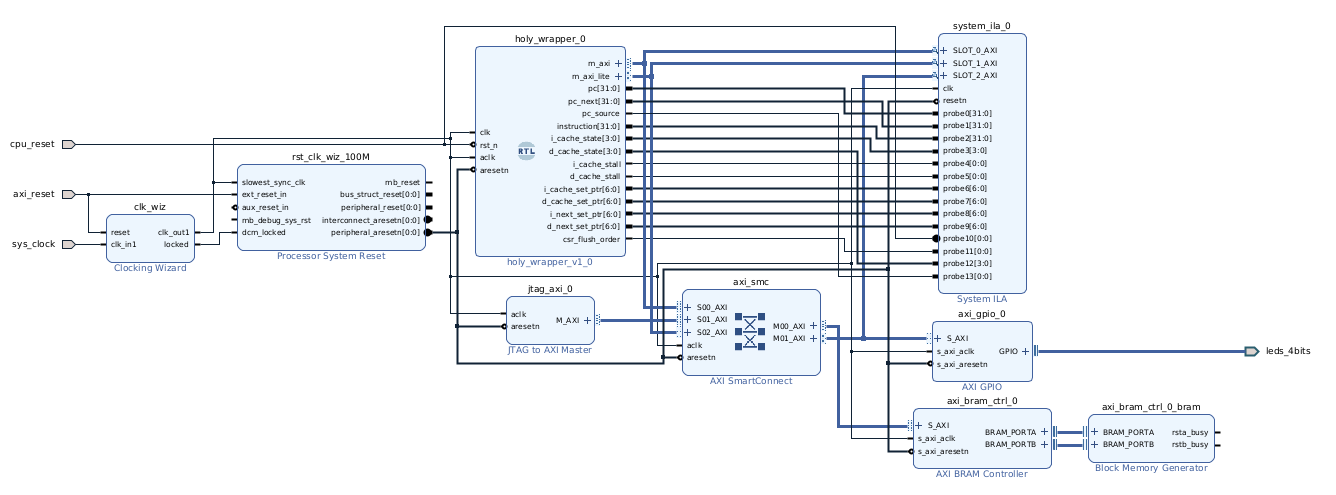 cpu_reset
axi_reset
sys_clock
clk_wiz
reset
clk_in1
clk_out1
locked
Clocking Wizard
rst_clk_wiz_100M
slowest_sync_clk
ext_reset_in
aux_reset_in
mb_debug_sys_rst
dcm_locked
mb_reset
bus_struct_reset[0:0]
peripheral_reset[0:0]
interconnect_aresetn[0:0]
peripheral_aresetn[0:0]
Processor System Reset
holy_wrapper_0
clk
rst_n
aclk
aresetn
RTL
m_axi
m_axi_lite
pc[31:0]
pc_next[31:0]
pc_source
instruction[31:0]
i_cache_state[3:0]
d_cache_state[3:0]
i_cache_stall
d_cache_stall
i_cache_set_ptr[6:0]
d_cache_set_ptr[6:0]
i_next_set_ptr[6:0]
d_next_set_ptr[6:0]
csr_flush_order
holy_wrapper_v1_0
jtag_axi_0
aclk
aresetn
M_AXI
JTAG to AXI Master
axi_smc
S00_AXI
S01_AXI
S02_AXI
aclk
aresetn
M00_AXI
M01_AXI
AXI SmartConnect
system_ila_0
SLOT_0_AXI
SLOT_1_AXI
SLOT_2_AXI
clk
resetn
probe0[31:0]
probe1[31:0]
probe2[31:0]
probe3[3:0]
probe4[0:0]
probe5[0:0]
probe6[6:0]
probe7[6:0]
probe8[6:0]
probe9[6:0]
probe10[0:0]
probe11[0:0]
probe12[3:0]
probe13[0:0]
System ILA
axi_gpio_0
S_AXI
s_axi_aclk
s_axi_aresetn
GPIO
AXI GPIO
leds_4bits
axi_bram_ctrl_0
S_AXI
s_axi_aclk
s_axi_aresetn
BRAM_PORTA
BRAM_PORTB
AXI BRAM Controller
axi_bram_ctrl_0_bram
BRAM_PORTA
BRAM_PORTB
rsta_busy
rstb_busy
Block Memory Generator